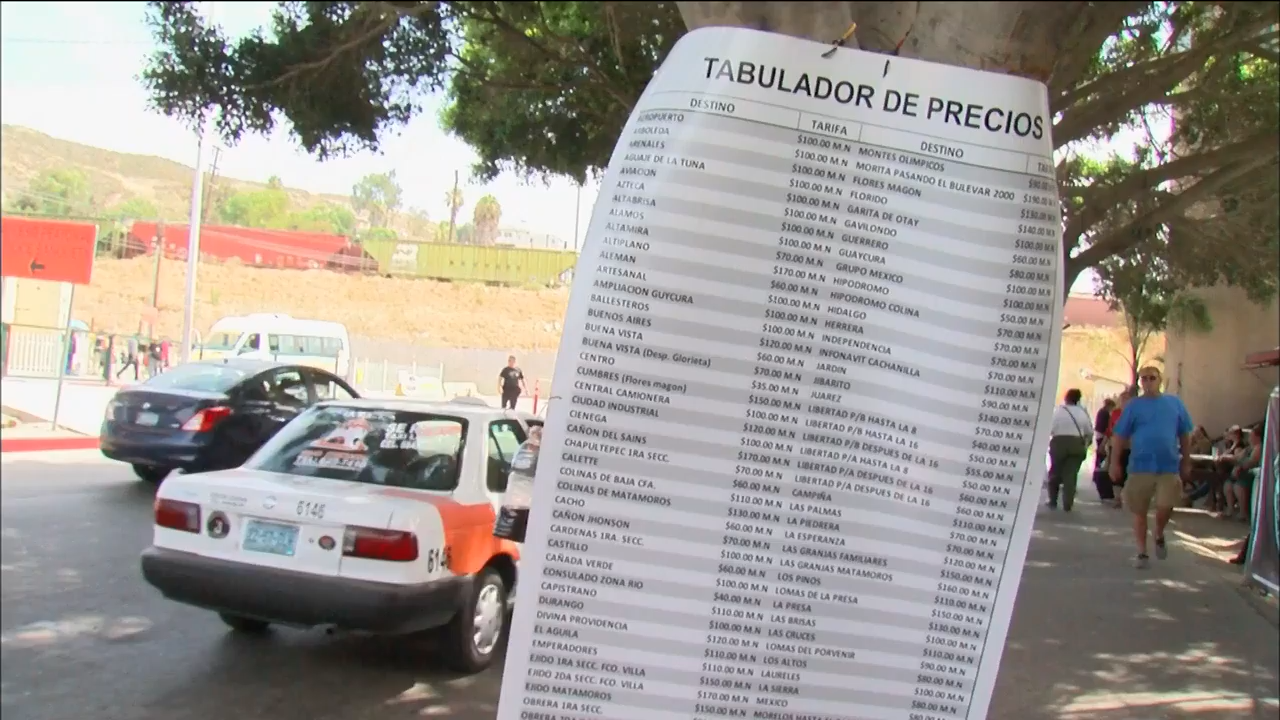 TABULADOR DE PRECIOS
DESTINO TARIFA DESTINO
AEROPUERTO
ARBOLEDA
ARENALES
AGUAJE DE LA TUNA
AVIACION
AZTECA
ALTABRISA
ALAMOS
ALTAMIRA
ALTIPLANO
ALEMAN
ARTESANAL
AMPLIACION GUYCURA
BALLESTEROS
BUENOS AIRES
BUENA VISTA
BUENA VISTA (Desp. Glorieta)
CENTRO
CUMBRES (Flores magon)
CENTRAL CAMIONERA
CIUDAD INDUSTRIAL
CIENEGA
CAÑON DEL SAINS
CHAPULTEPEC 1RA SECC.
CALETTE
COLINAS DE BAJA CFA.
COLINAS DE MATAMOROS
CACHO
CAÑON JHONSON
CARDENAS 1RA. SECC.
CASTILLO
CAÑADA VERDE
CONSULADO ZONA RIO
CAPISTRANO
DURANGO
DIVINA PROVIDENCIA
EL AGUILA
EMPERADORES
EJIDO 1RA SECC. FCO. VILLA
EJIDO 2DA SECC. FCO. VILLA
EJIDO MATAMOROS
OBRERA 1RA SECC.
$100.00 M.N MONTES OLIMPICOS $90.00
$100.00 M.N MORITA PASANDO EL BULEVAR 2000 $190.00
$100.00 M.N FLORES MAGON $130.00 M.N
$100.00 M.N FLORIDO $140.00 M.N
$100.00 M.N GARITA DE OTAY $100.00 M.N
$100.00 M.N GAVILONDO $60.00 M.N
$100.00 M.N GUERRERO $80.00 M.N
$100.00 M.N GUAYCURA $100.00 M.N
$70.00 M.N GRUPO MEXICO $100.00 M.N
$170.00 M.N HIPODROMO $50.00 M.N
$60.00 M.N HIPODROMO COLINA $70.00 M.N
$100.00 M.N HIDALGO $70.00 M.N
$100.00 M.N HERRERA $70.00 M.N
$120.00 M.N INDEPENDENCIA $70.00 M.N
INFONAVIT CACHANILLA $110.00 M.N
$60.00 M.N JARDIN $90.00 M.N
$70.00 M.N JIBARITO $140.00 M.N
$35.00 M.N JUAREZ $70.00 M.N
$150.00 M.N LIBERTAD P/B HASTA LA 8 $40.00 M.N
$100.00 M.N LIBERTAD P/B HASTA LA 16 $50.00 M.N
$120.00 M.N LIBERTAD P/B DESPUES DE LA 16 $55.00 M.N
$100.00 M.N LIBERTAD P/A HASTA LA 8 $50.00 M.N
$170.00 M.N LIBERTAD P/A DESPUES DE LA 16 $60.00 M.N
$70.00 M.N LIBERTAD P/A DESPUES DE LA 16 $60.00 M.N
$60.00 M.N CAMPIÑA $110.00 M.N
$110.00 M.N LAS PALMAS $70.00 M.N
$130.00 M.N LA PIEDRERA $120.00 M.N
$60.00 M.N LA ESPERANZA $150.00 M.N
$70.00 M.N LAS GRANJAS FAMILIARES $160.00 M.N
$100.00 M.N LAS GRANJAS MATAMOROS $110.00 M.N
$60.00 M.N LOS PINOS $150.00 M.N
$100.00 M.N LOMAS DE LA PRESA $130.00 M.N
$40.00 M.N LA PRESA $100.00 M.N
$110.00 M.N LAS BRISAS $110.00 M.N
$100.00 M.N LAS CRUCES $90.00 M.N
$120.00 M.N LOMAS DEL PORVENIR $80.00 M.N
$110.00 M.N LOS ALTOS $100.00 M.N
$110.00 M.N LAURELES $80.00 M.N
LA SIERRA
$170.00 M.N MEXICO
$150.00 M.N
6146
6146